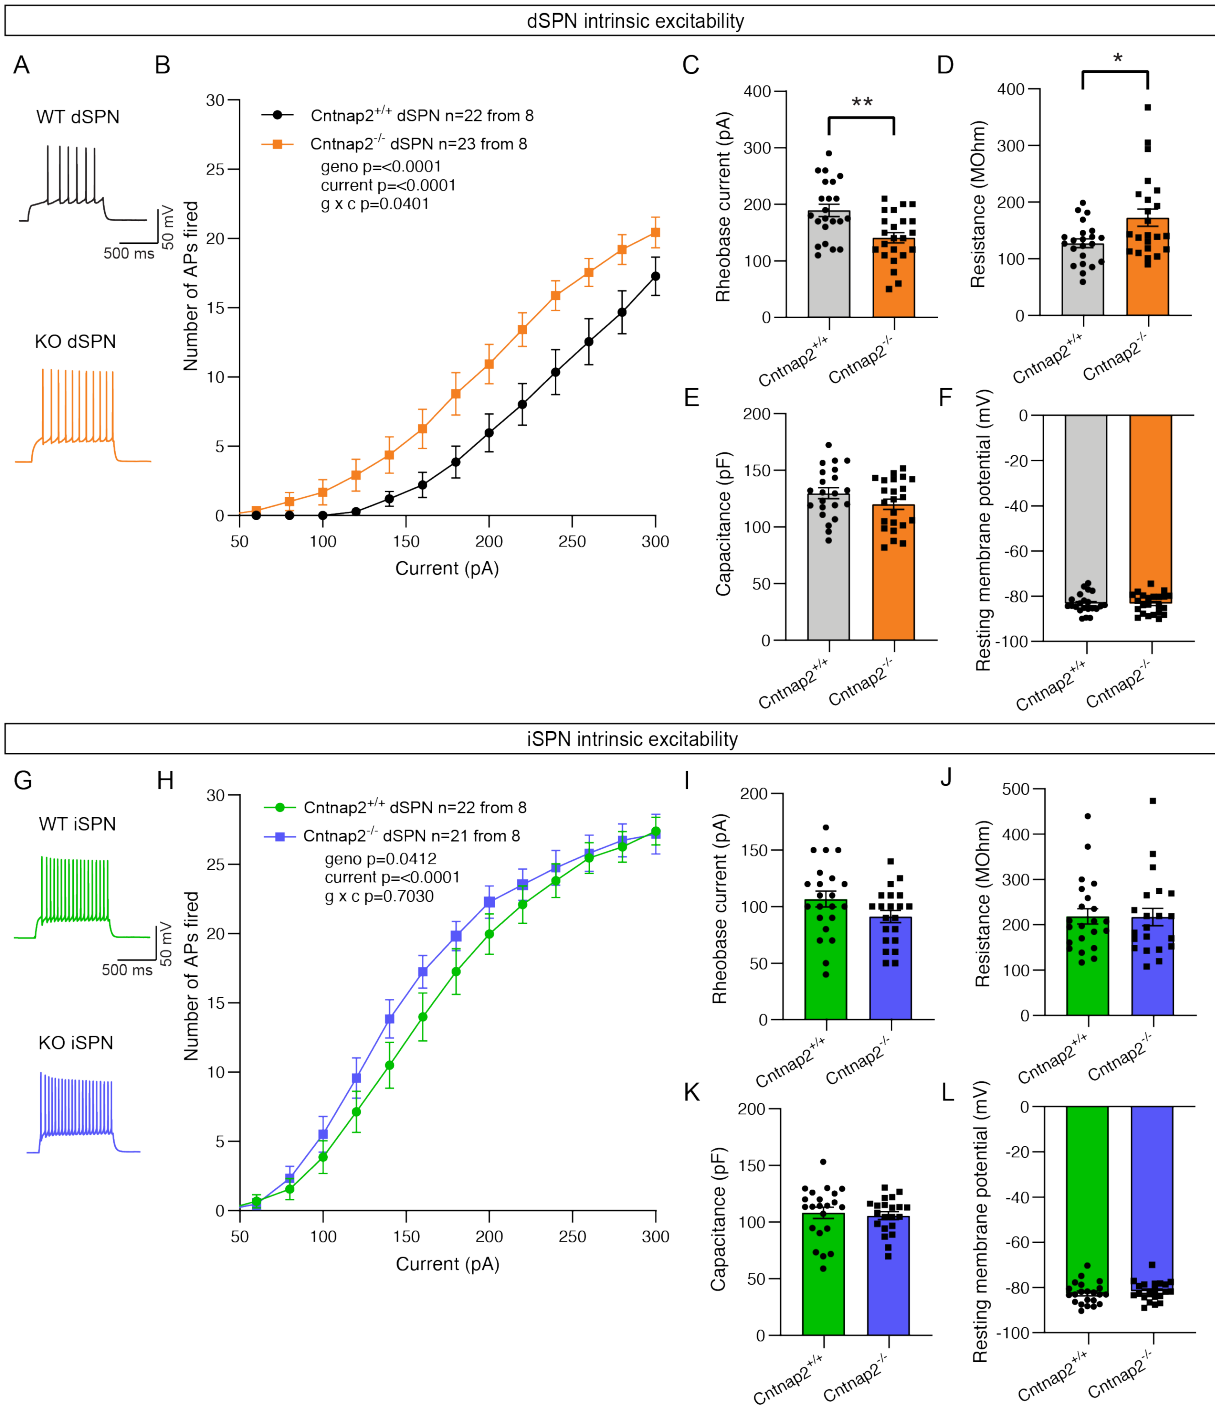 dSPN intrinsic excitability
A
WT dSPN
50 mV
500 ms
KO dSPN
B
Number of APs fired
30
25
20
15
10
5
0
50 100 150 200 250 300
Current (pA)
Cntnap2+/+ dSPN n=22 from 8
Cntnap2-/- dSPN n=23 from 8
geno p=<0.0001
current p=<0.0001
g x c p=0.0401
C
Rheobase current (pA)
400
300
200
100
0
**
Cntnap2+/+
Cntnap2-/-
D
Resistance (MOhm)
400
300
200
100
0
*
Cntnap2+/+
Cntnap2-/-
E
Capacitance (pF)
200
150
100
50
0
Cntnap2+/+
Cntnap2-/-
F
Resting membrane potential (mV)
0
-20
-40
-60
-80
-100
Cntnap2+/+
Cntnap2-/-
iSPN intrinsic excitability
G
WT iSPN
50 mV
500 ms
KO iSPN
H
Number of APs fired
30
25
20
15
10
5
0
50 100 150 200 250 300
Current (pA)
Cntnap2+/+ dSPN n=22 from 8
Cntnap2-/- dSPN n=21 from 8
geno p=0.0412
current p=<0.0001
g x c p=0.7030
I
Rheobase current (pA)
200
150
100
50
0
Cntnap2+/+
Cntnap2-/-
J
Resistance (MOhm)
500
400
300
200
100
0
Cntnap2+/+
Cntnap2-/-
K
Capacitance (pF)
200
150
100
50
0
Cntnap2+/+
Cntnap2-/-
L
Resting membrane potential (mV)
0
-20
-40
-60
-80
-100
Cntnap2+/+
Cntnap2-/-